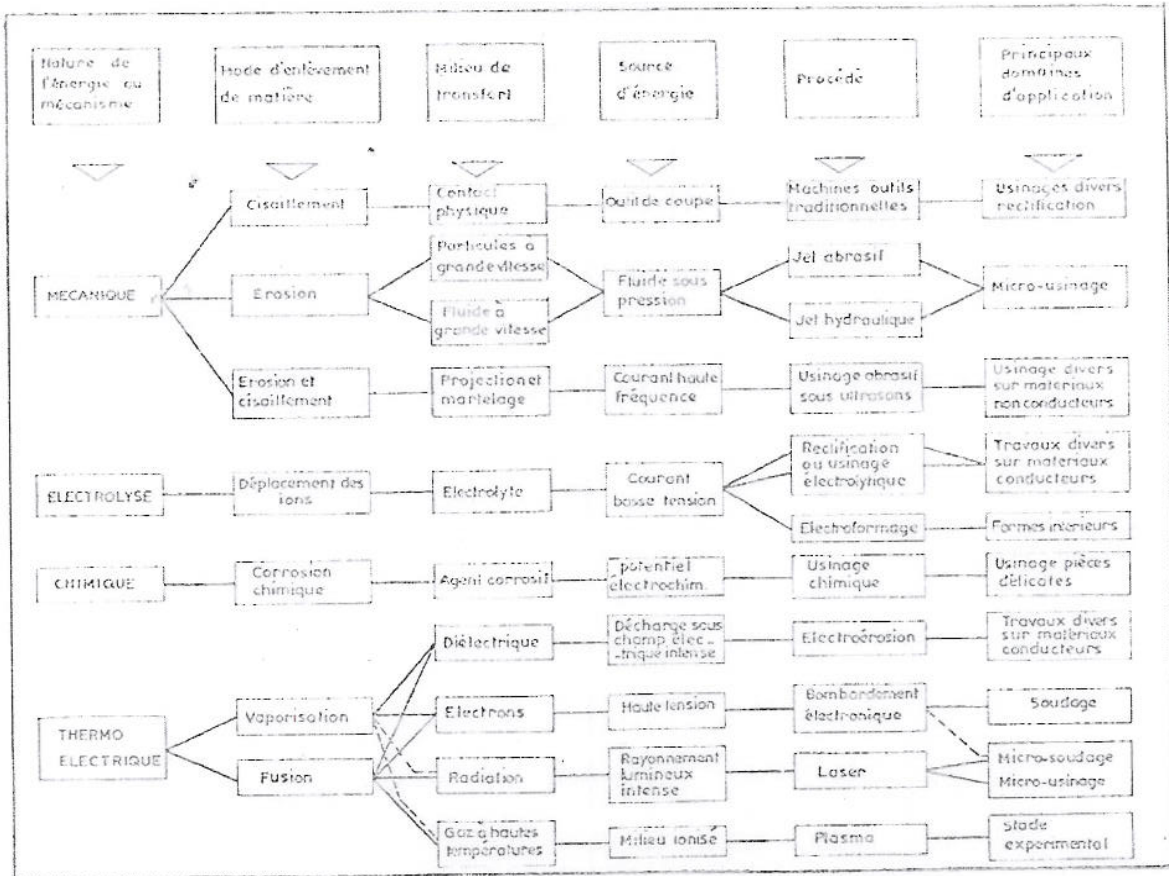 Nature de
l'énergie ou
mécanisme
Mode d'enlèvement
de matière
Milieu de
transfert
Source
d'énergie
Procédé
Principaux
domaines
d'application
Cisaillement
Contact
physique
Outil de coupe
Machines outils
traditionnelles
Usinages divers
rectification
MECANIQUE
Erosion
Particules à
grande vitesse
Fluide à
grande vitesse
Fluide sous
pression
Jet abrasif
Jet hydraulique
Micro-usinage
Erosion et
cisaillement
Projection et
martelage
Courant haute
fréquence
Usinage abrasif
sous ultrasons
Usinage divers
sur matériaux
non conducteurs
ELECTROLYSE
Déplacement des
ions
Electrolyte
Courant
basse tension
Rectification
ou usinage
électrolytique
Travaux divers
sur matériaux
conducteurs
Electroformage
Formes intérieurs
CHIMIQUE
Corrosion
chimique
Agent corrosif
potentiel
électrochim.
Usinage
chimique
Usinage pièces
délicates
THERMO
ELECTRIQUE
Vaporisation
Fusion
Diélectrique
Décharge sous
champ élec_
_trique intense
Electroérosion
Travaux divers
sur matériaux
conducteurs
Electrons
Haute tension
Bombardement
électronique
Soudage
Radiation
Rayonnement
lumineux
intense
Laser
Micro-soudage
Micro-usinage
Gaz à hautes
températures
Milieu ionisé
Plasma
Stade
experimental